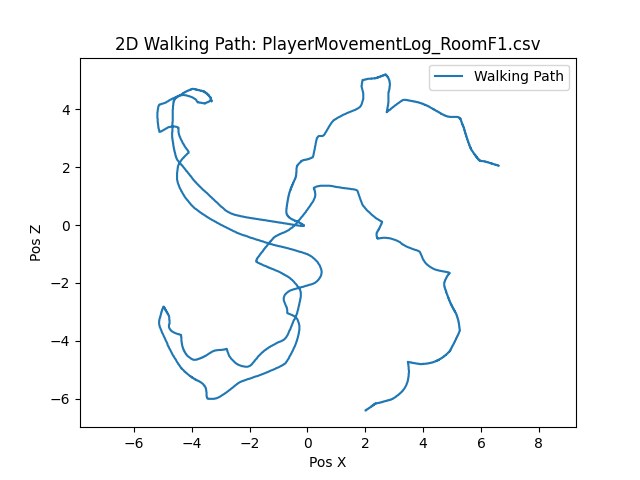 2D Walking Path: PlayerMovementLog_RoomF1.csv
Walking Path
Pos Z
4
2
0
−2
−4
−6
−6 −4 −2 0 2 4 6 8
Pos X